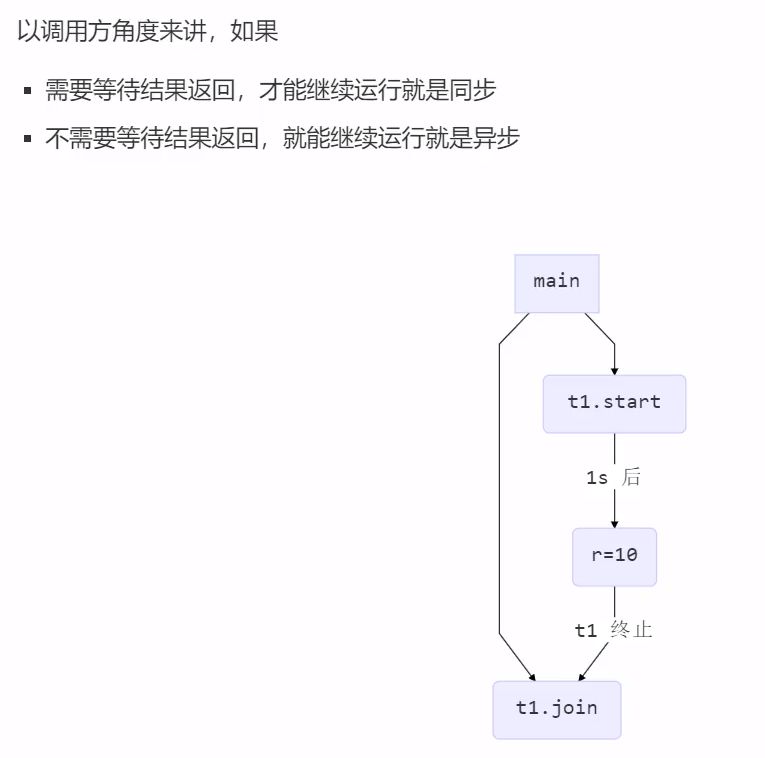 以调用方角度来讲，如果
需要等待结果返回，才能继续运行就是同步
不需要等待结果返回，就能继续运行就是异步
main
t1.start
1s 后
r=10
t1 终止
t1.join